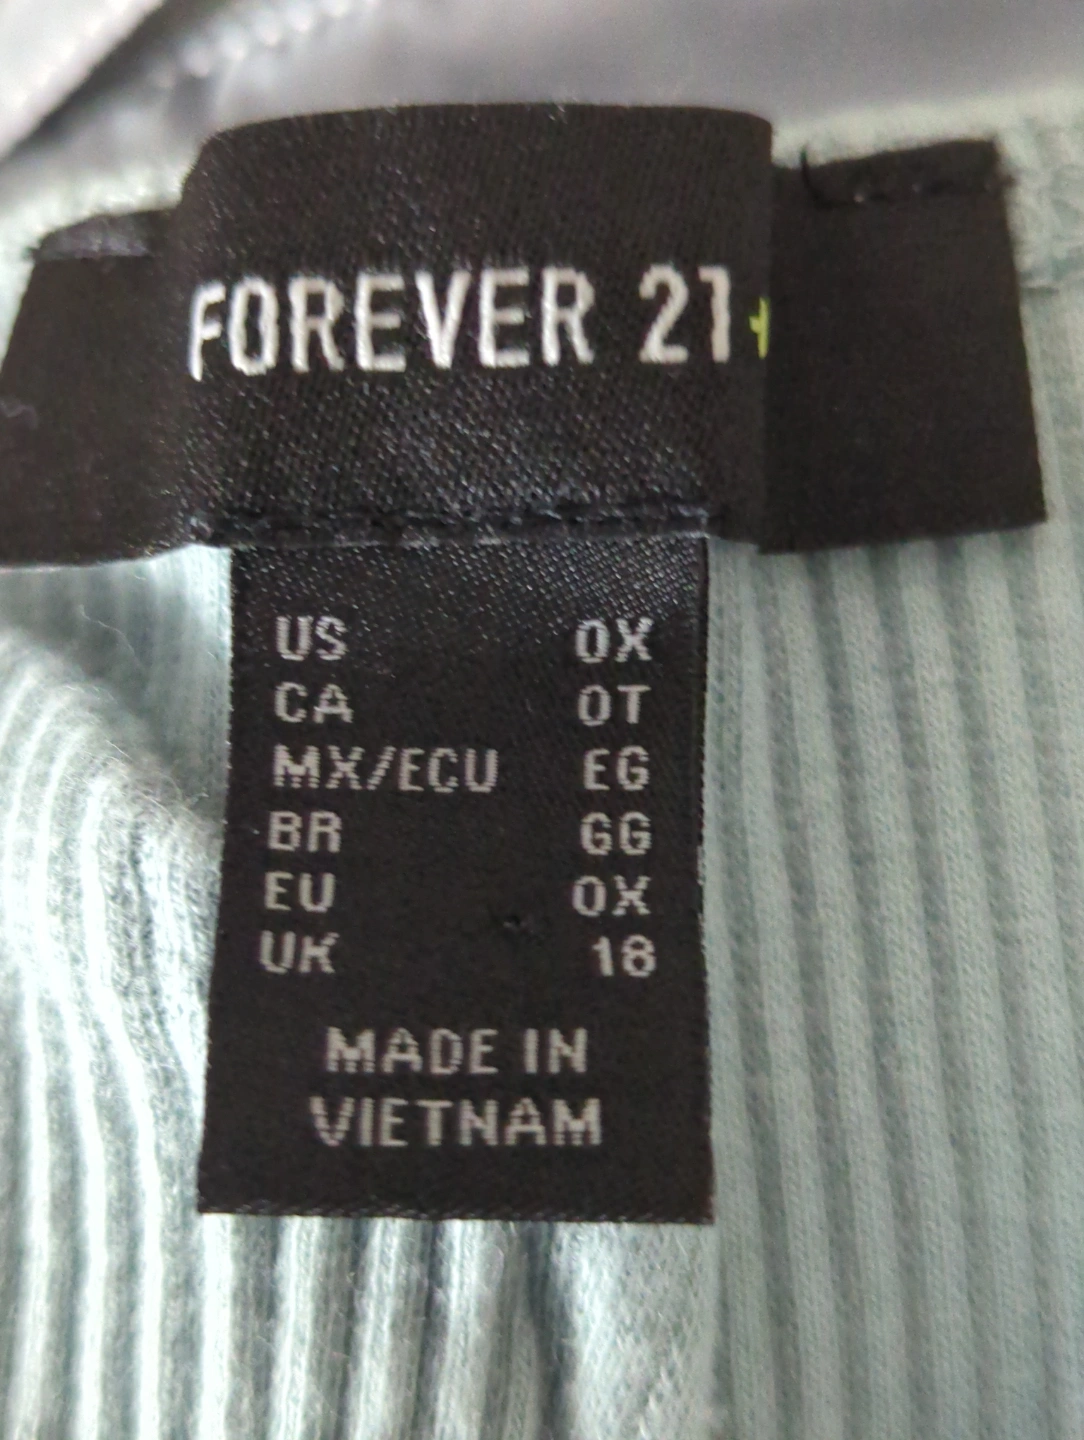 FOREVER 21+
US 0X
CA 0T
MX/ECU EG
BR GG
EU 0X
UK 18
MADE IN
VIETNAM